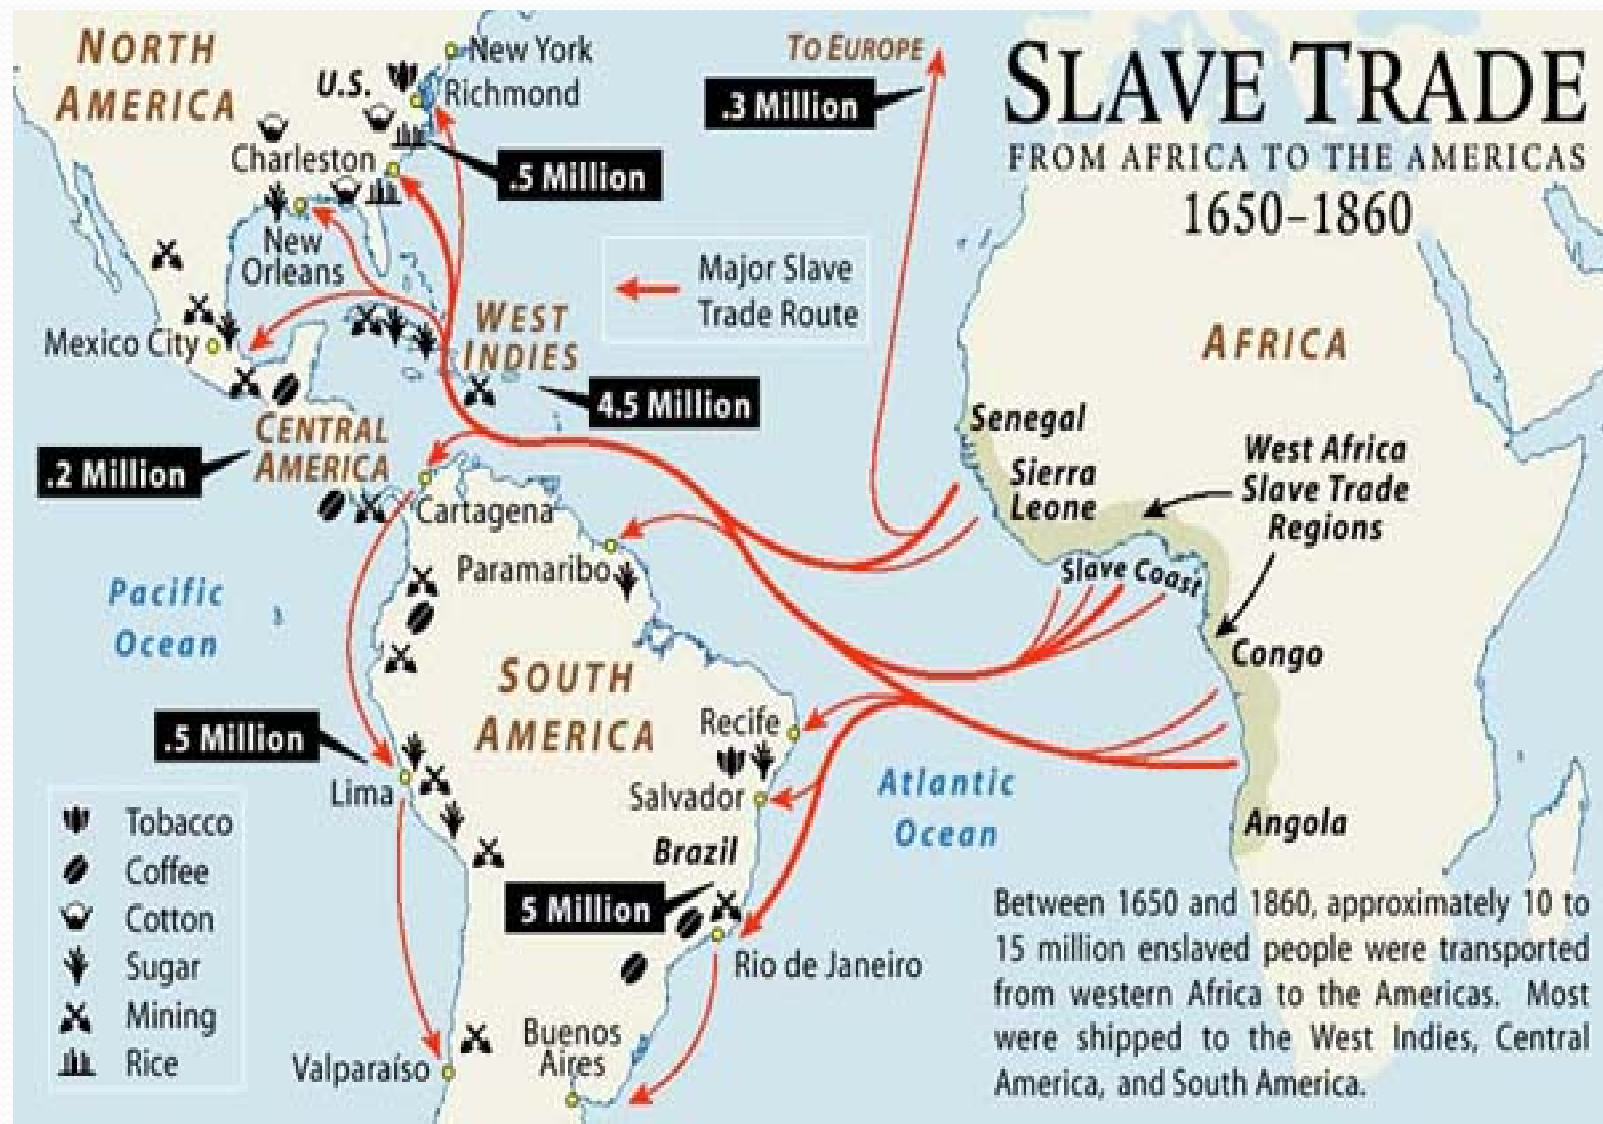 SLAVE TRADE
FROM AFRICA TO THE AMERICAS
1650–1860
NORTH
AMERICA
U.S.
New York
Richmond
Charleston
New
Orleans
Mexico City
TO EUROPE
.3 Million
.5 Million
Major Slave
Trade Route
WEST
INDIES
4.5 Million
CENTRAL
AMERICA
.2 Million
Cartagena
Paramaribo
AFRICA
Senegal
Sierra
Leone
West Africa
Slave Trade
Regions
Slave Coast
Congo
Angola
Pacific
Ocean
SOUTH
AMERICA
Recife
Salvador
Brazil
5 Million
Rio de Janeiro
Atlantic
Ocean
.5 Million
Lima
Buenos
Aires
Valparaíso
Tobacco
Coffee
Cotton
Sugar
Mining
Rice
Between 1650 and 1860, approximately 10 to
15 million enslaved people were transported
from western Africa to the Americas. Most
were shipped to the West Indies, Central
America, and South America.